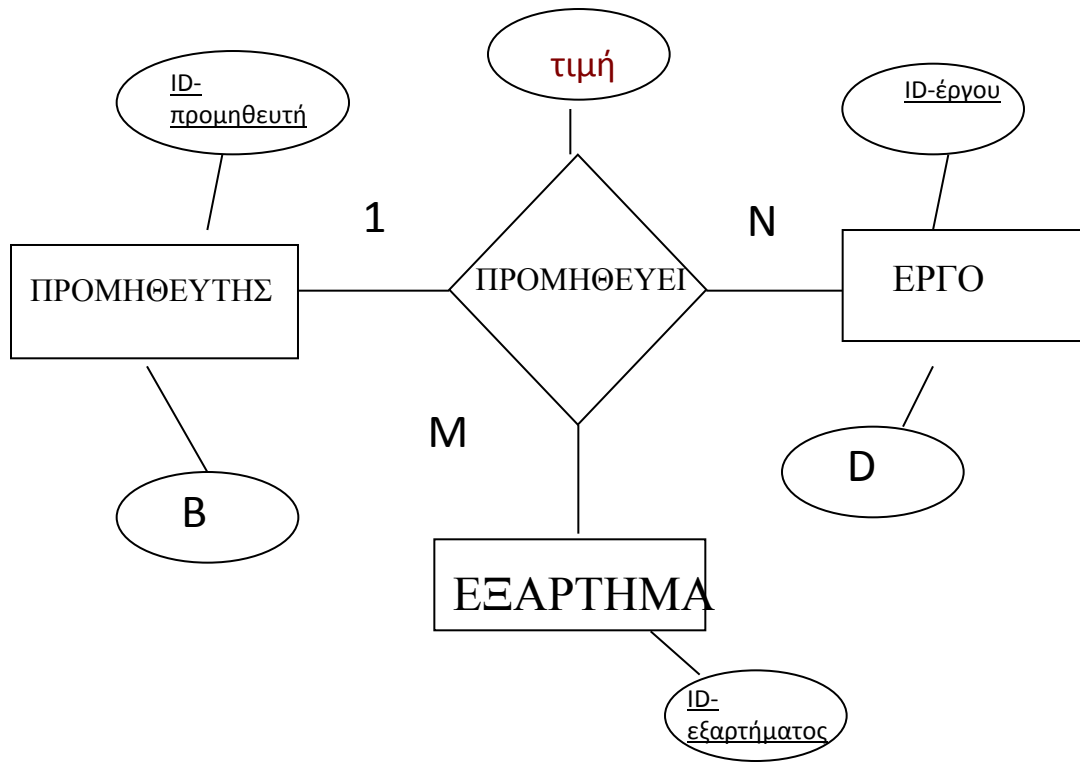 τιμή
ID-
προμηθευτή
ID-έργου
1
N
ΠΡΟΜΗΘΕΥΤΗΣ
ΠΡΟΜΗΘΕΥΕΙ
ΕΡΓΟ
M
B
D
ΕΞΑΡΤΗΜΑ
ID-
εξαρτήματος